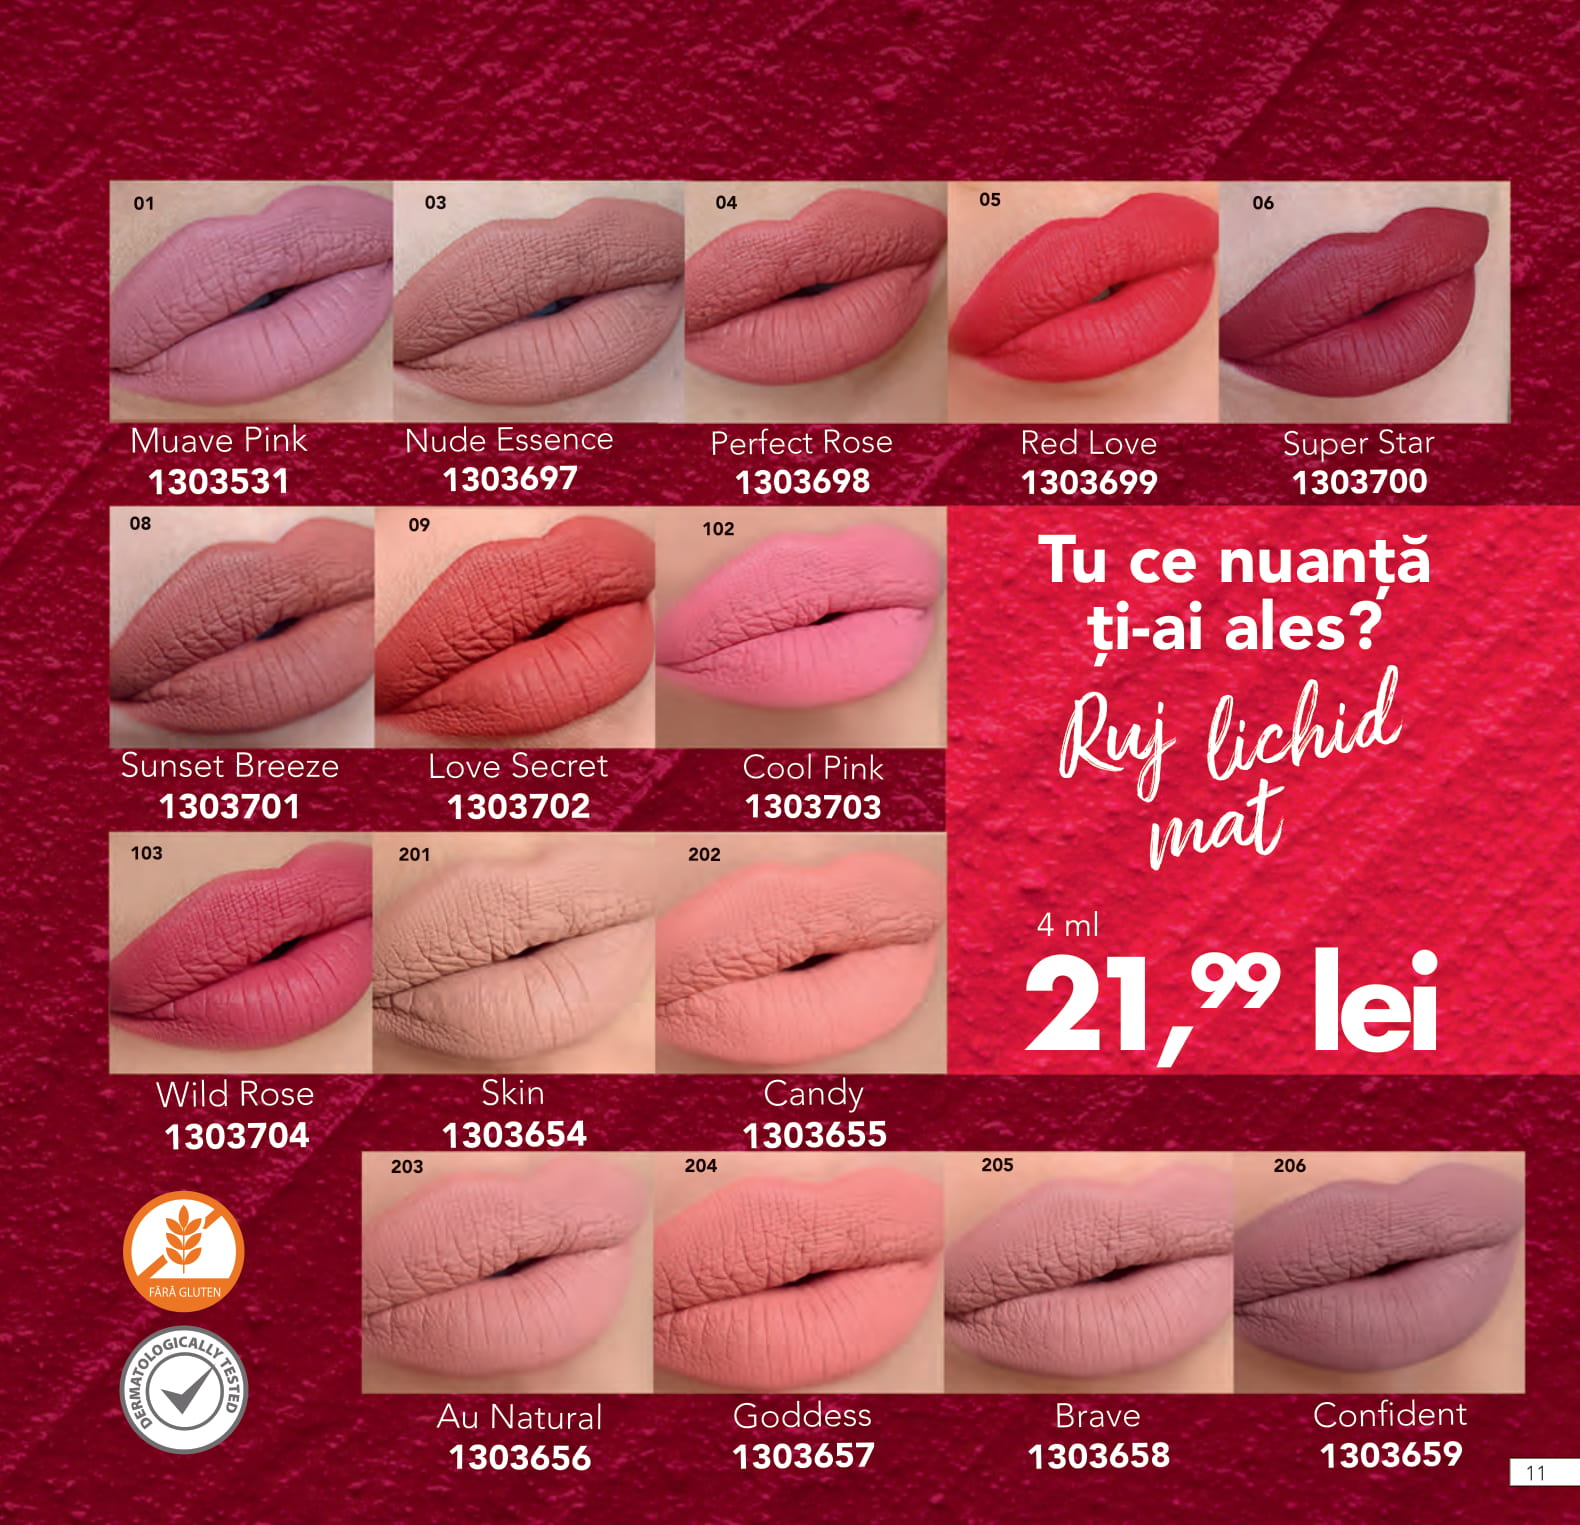 01
03
04
05
06
Muave Pink
1303531
Nude Essence
1303697
Perfect Rose
1303698
Red Love
1303699
Super Star
1303700
08
09
102
Sunset Breeze
1303701
Love Secret
1303702
Cool Pink
1303703
Tu ce nuanță
ți-ai ales?
Ruj lichid
mat
4 ml
21,99 lei
103
201
202
Wild Rose
1303704
Skin
1303654
Candy
1303655
203
204
205
206
Au Natural
1303656
Goddess
1303657
Brave
1303658
Confident
1303659
FĂRĂ GLUTEN
DERMATOLOGICALLY TESTED
11